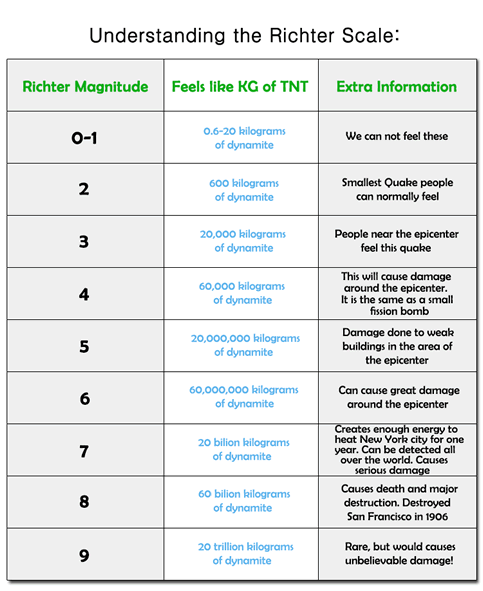 Understanding the Richter Scale:
Richter Magnitude
Feels like KG of TNT
Extra Information
0-1
0.6-20 kilograms
of dynamite
We can not feel these
2
600 kilograms
of dynamite
Smallest Quake people
can normally feel
3
20,000 kilograms
of dynamite
People near the epicenter
feel this quake
4
60,000 kilograms
of dynamite
This will cause damage
around the epicenter.
It is the same as a small
fission bomb
5
20,000,000 kilograms
of dynamite
Damage done to weak
buildings in the area of
the epicenter
6
60,000,000 kilograms
of dynamite
Can cause great damage
around the epicenter
7
20 bilion kilograms
of dynamite
Creates enough energy to
heat New York city for one
year. Can be detected all
over the world. Causes
serious damage
8
60 bilion kilograms
of dynamite
Causes death and major
destruction. Destroyed
San Francisco in 1906
9
20 trillion kilograms
of dynamite
Rare, but would causes
unbelievable damage!